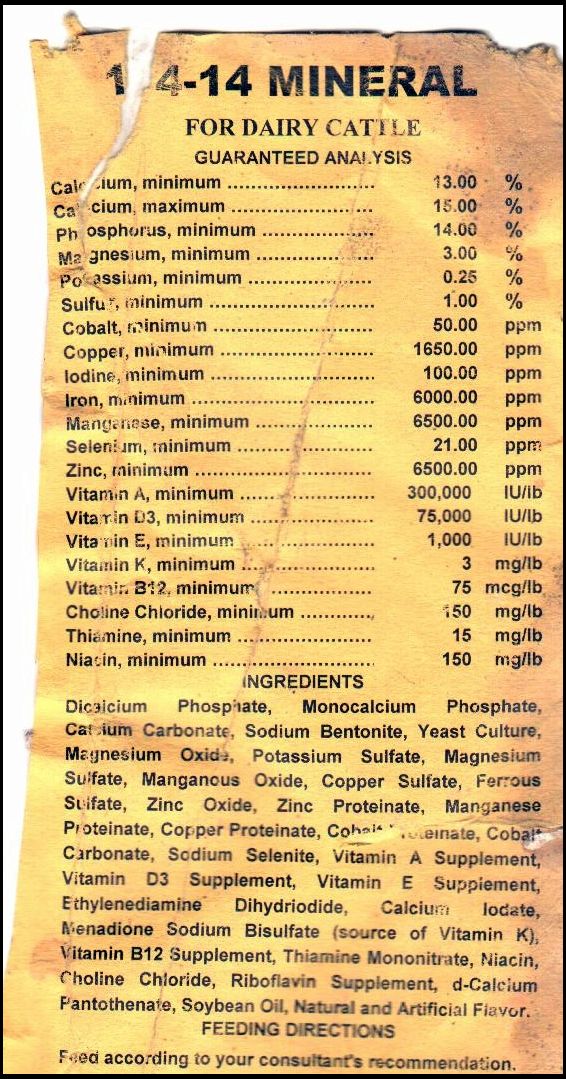 14-14 MINERAL
FOR DAIRY CATTLE
GUARANTEED ANALYSIS
Calcium, minimum ........................ 13.00 %
Calcium, maximum ........................ 15.00 %
Phosphorus, minimum ................... 14.00 %
Magnesium, minimum .................... 3.00 %
Potassium, minimum ...................... 0.25 %
Sulfur, minimum ............................. 1.00 %
Cobalt, minimum ........................... 50.00 ppm
Copper, minimum .......................... 1650.00 ppm
Iodine, minimum ............................ 100.00 ppm
Iron, minimum ................................ 6000.00 ppm
Manganese, minimum .................... 6500.00 ppm
Selenium, minimum ....................... 21.00 ppm
Zinc, minimum ............................... 6500.00 ppm
Vitamin A, minimum ....................... 300,000 IU/lb
Vitamin D3, minimum ..................... 75,000 IU/lb
Vitamin E, minimum ....................... 1,000 IU/lb
Vitamin K, minimum ....................... 3 mg/lb
Vitamin B12, minimum ................... 75 mcg/lb
Choline Chloride, minimum ............. 150 mg/lb
Thiamine, minimum ........................ 15 mg/lb
Niacin, minimum ............................ 150 mg/lb
INGREDIENTS
Dicalcium Phosphate, Monocalcium Phosphate,
Calcium Carbonate, Sodium Bentonite, Yeast Culture,
Magnesium Oxide, Potassium Sulfate, Magnesium
Sulfate, Manganous Oxide, Copper Sulfate, Ferrous
Sulfate, Zinc Oxide, Zinc Proteinate, Manganese
Proteinate, Copper Proteinate, Cobalt Proteinate, Cobalt
Carbonate, Sodium Selenite, Vitamin A Supplement,
Vitamin D3 Supplement, Vitamin E Supplement,
Ethylenediamine Dihydriodide, Calcium Iodate,
Menadione Sodium Bisulfate (source of Vitamin K),
Vitamin B12 Supplement, Thiamine Mononitrate, Niacin,
Choline Chloride, Riboflavin Supplement, d-Calcium
Pantothenate, Soybean Oil, Natural and Artificial Flavor.
FEEDING DIRECTIONS
Feed according to your consultant's recommendation.